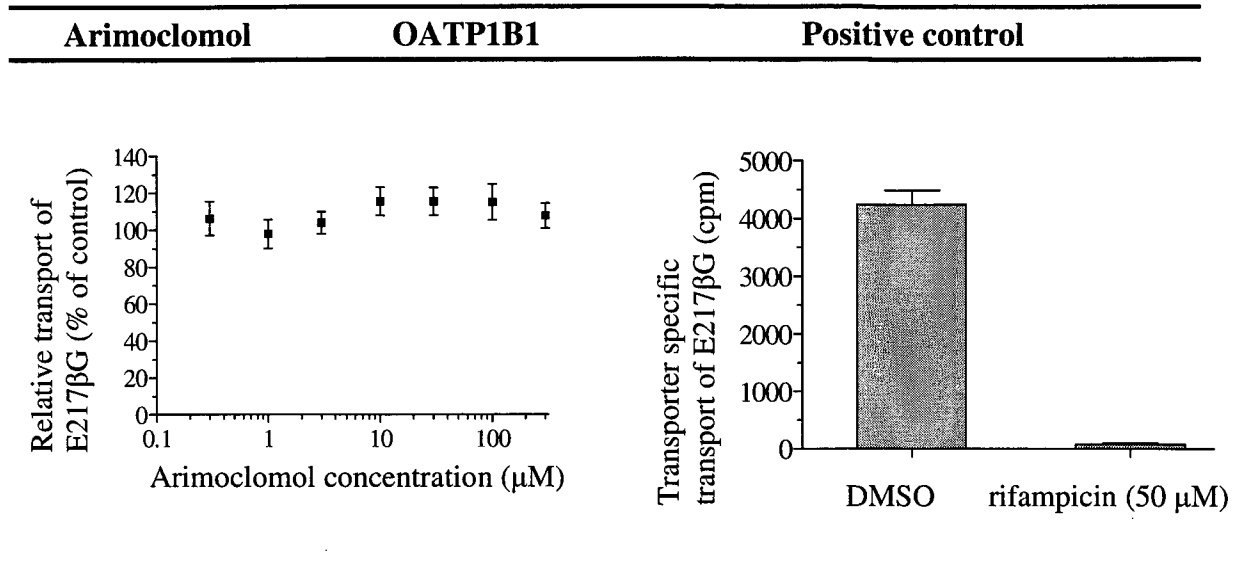 Arimoclomol OATP1B1 Positive control
Relative transport of
E217βG (% of control)
140
120
100
80
60
40
20
0
0.1 1 10 100
Arimoclomol concentration (μM)
Transporter specific
transport of E217βG (cpm)
5000
4000
3000
2000
1000
0
DMSO rifampicin (50 μM)